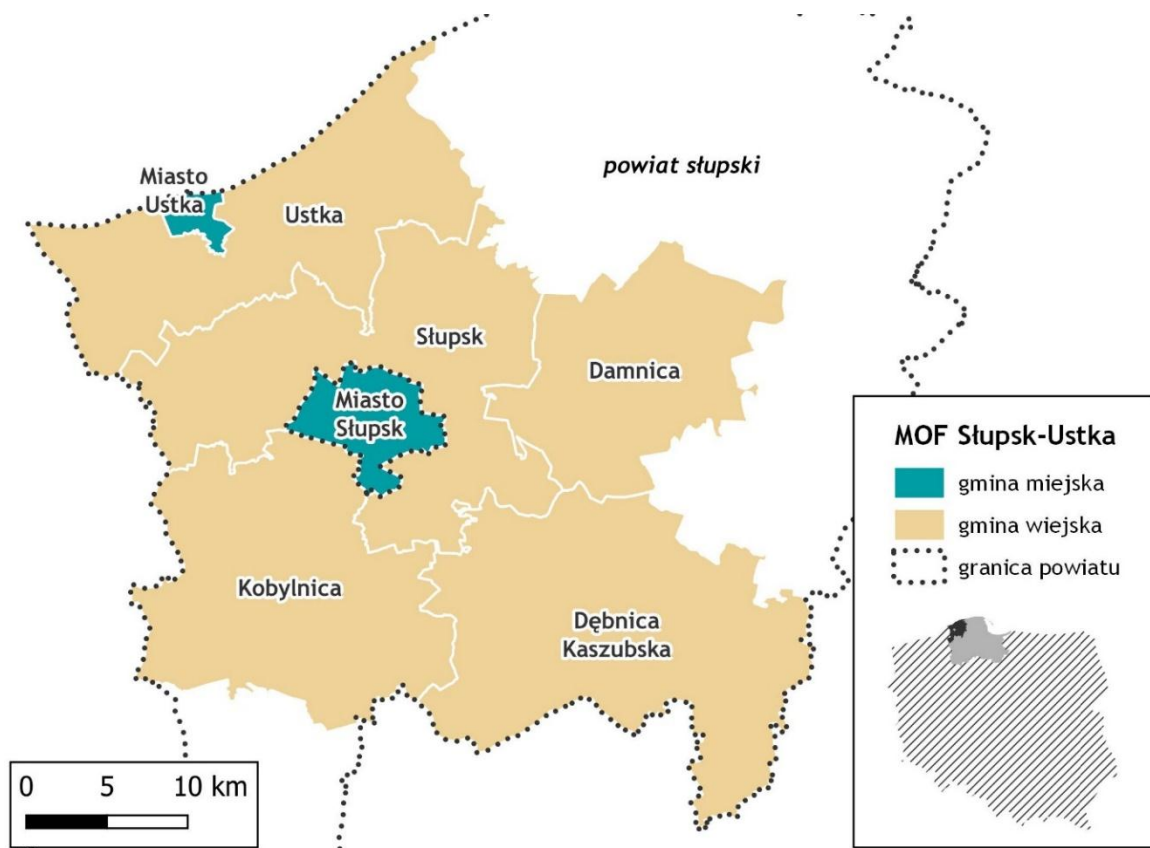 powiat słupski
Miasto
Ustka
Ustka
Słupsk
Damnica
Miasto
Słupsk
Kobylnica
Dębnica
Kaszubska
MOF Słupsk-Ustka
gmina miejska
gmina wiejska
granica powiatu
0 5 10 km